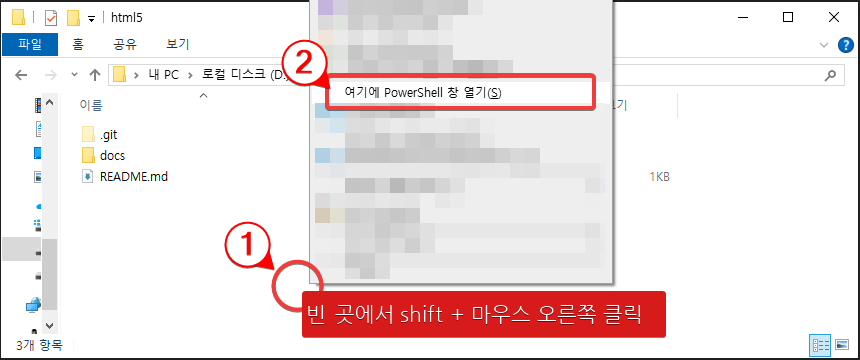 html5
파일 홈 공유 보기
내 PC 로컬 디스크 (D:)
②
여기에 PowerShell 창 열기(S)
이름
.git
docs
README.md 1KB
①
빈 곳에서 shift + 마우스 오른쪽 클릭
3개 항목